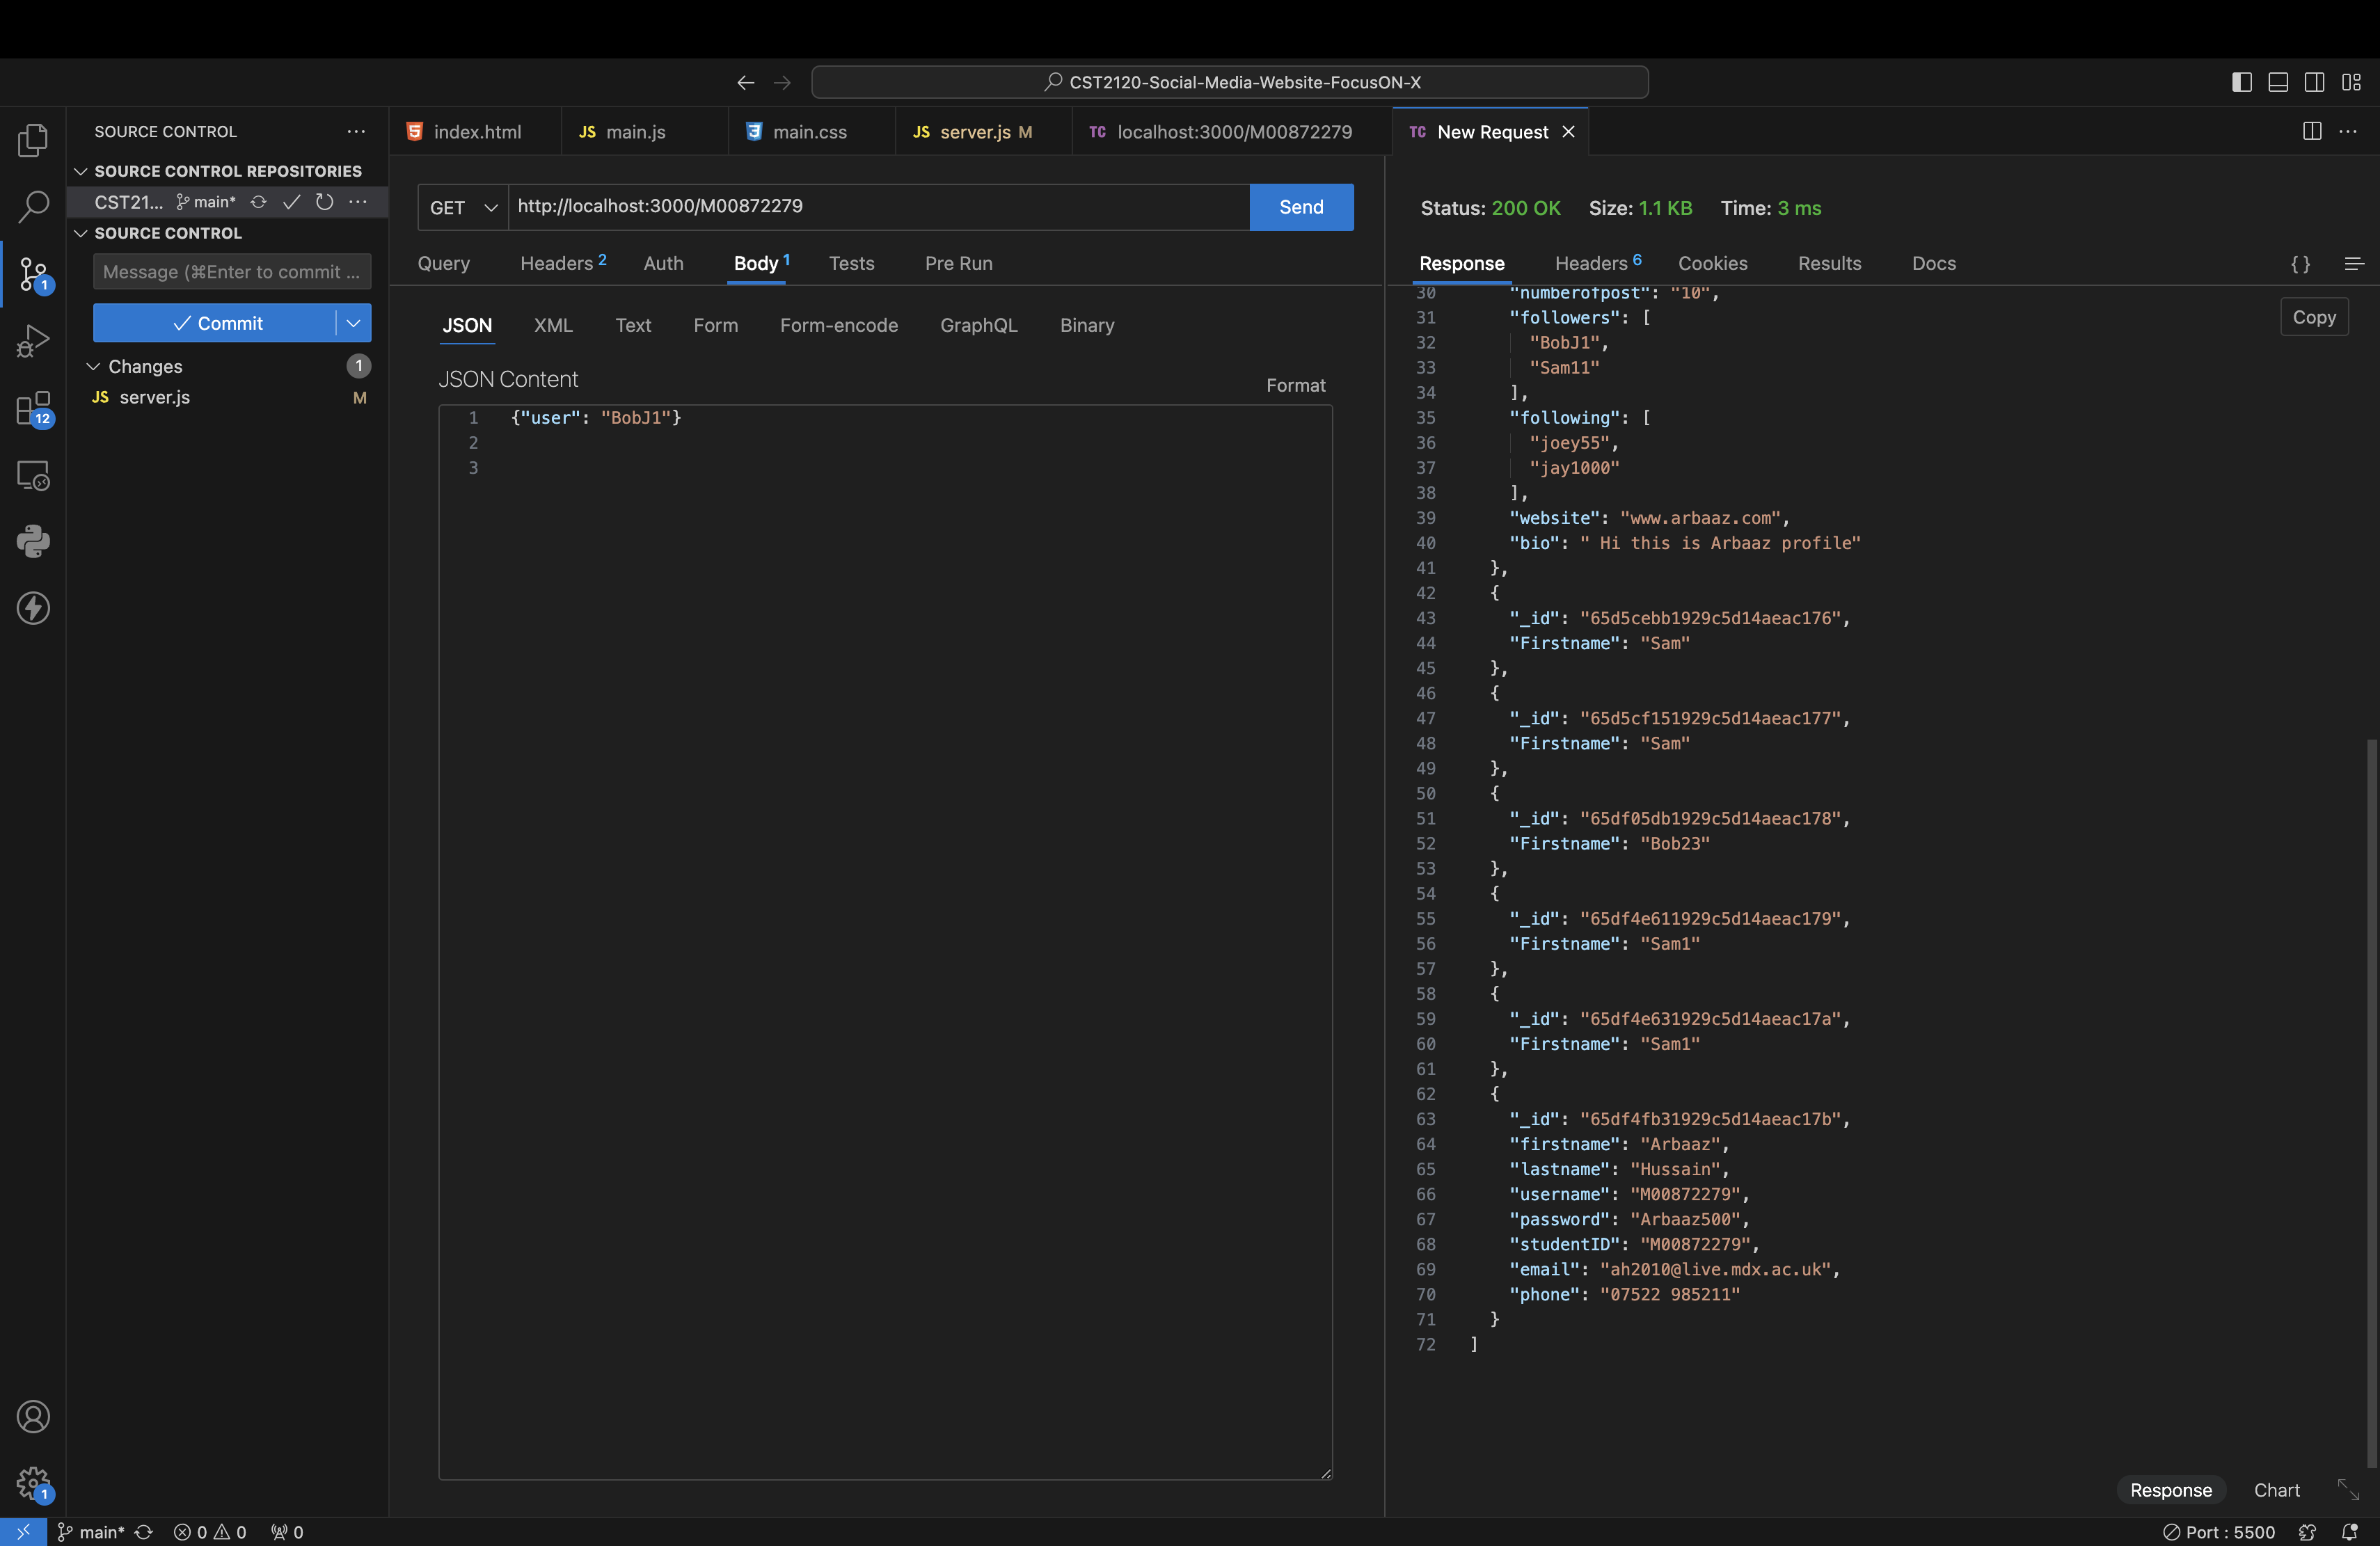 CST2120-Social-Media-Website-FocusON-X
SOURCE CONTROL
index.html
JS main.js
main.css
JS server.js M
TC localhost:3000/M00872279
TC New Request
SOURCE CONTROL REPOSITORIES
CST21... main*
SOURCE CONTROL
Message (⌘Enter to commit ...
Commit
Changes 1
JS server.js M
1
12
1
GET http://localhost:3000/M00872279 Send
Query Headers 2 Auth Body 1 Tests Pre Run
JSON XML Text Form Form-encode GraphQL Binary
JSON Content
Format
1 {"user": "BobJ1"}
2
3
Status: 200 OK Size: 1.1 KB Time: 3 ms
Response Headers 6 Cookies Results Docs { }
Copy
30 "numberofpost": "10",
31 "followers": [
32 "BobJ1",
33 "Sam11"
34 ],
35 "following": [
36 "joey55",
37 "jay1000"
38 ],
39 "website": "www.arbaaz.com",
40 "bio": " Hi this is Arbaaz profile"
41 },
42 {
43 "_id": "65d5cebb1929c5d14aeac176",
44 "Firstname": "Sam"
45 },
46 {
47 "_id": "65d5cf151929c5d14aeac177",
48 "Firstname": "Sam"
49 },
50 {
51 "_id": "65df05db1929c5d14aeac178",
52 "Firstname": "Bob23"
53 },
54 {
55 "_id": "65df4e611929c5d14aeac179",
56 "Firstname": "Sam1"
57 },
58 {
59 "_id": "65df4e631929c5d14aeac17a",
60 "Firstname": "Sam1"
61 },
62 {
63 "_id": "65df4fb31929c5d14aeac17b",
64 "firstname": "Arbaaz",
65 "lastname": "Hussain",
66 "username": "M00872279",
67 "password": "Arbaaz500",
68 "studentID": "M00872279",
69 "email": "ah2010@live.mdx.ac.uk",
70 "phone": "07522 985211"
71 }
72 ]
Response Chart
main* 0 0 0
Port : 5500